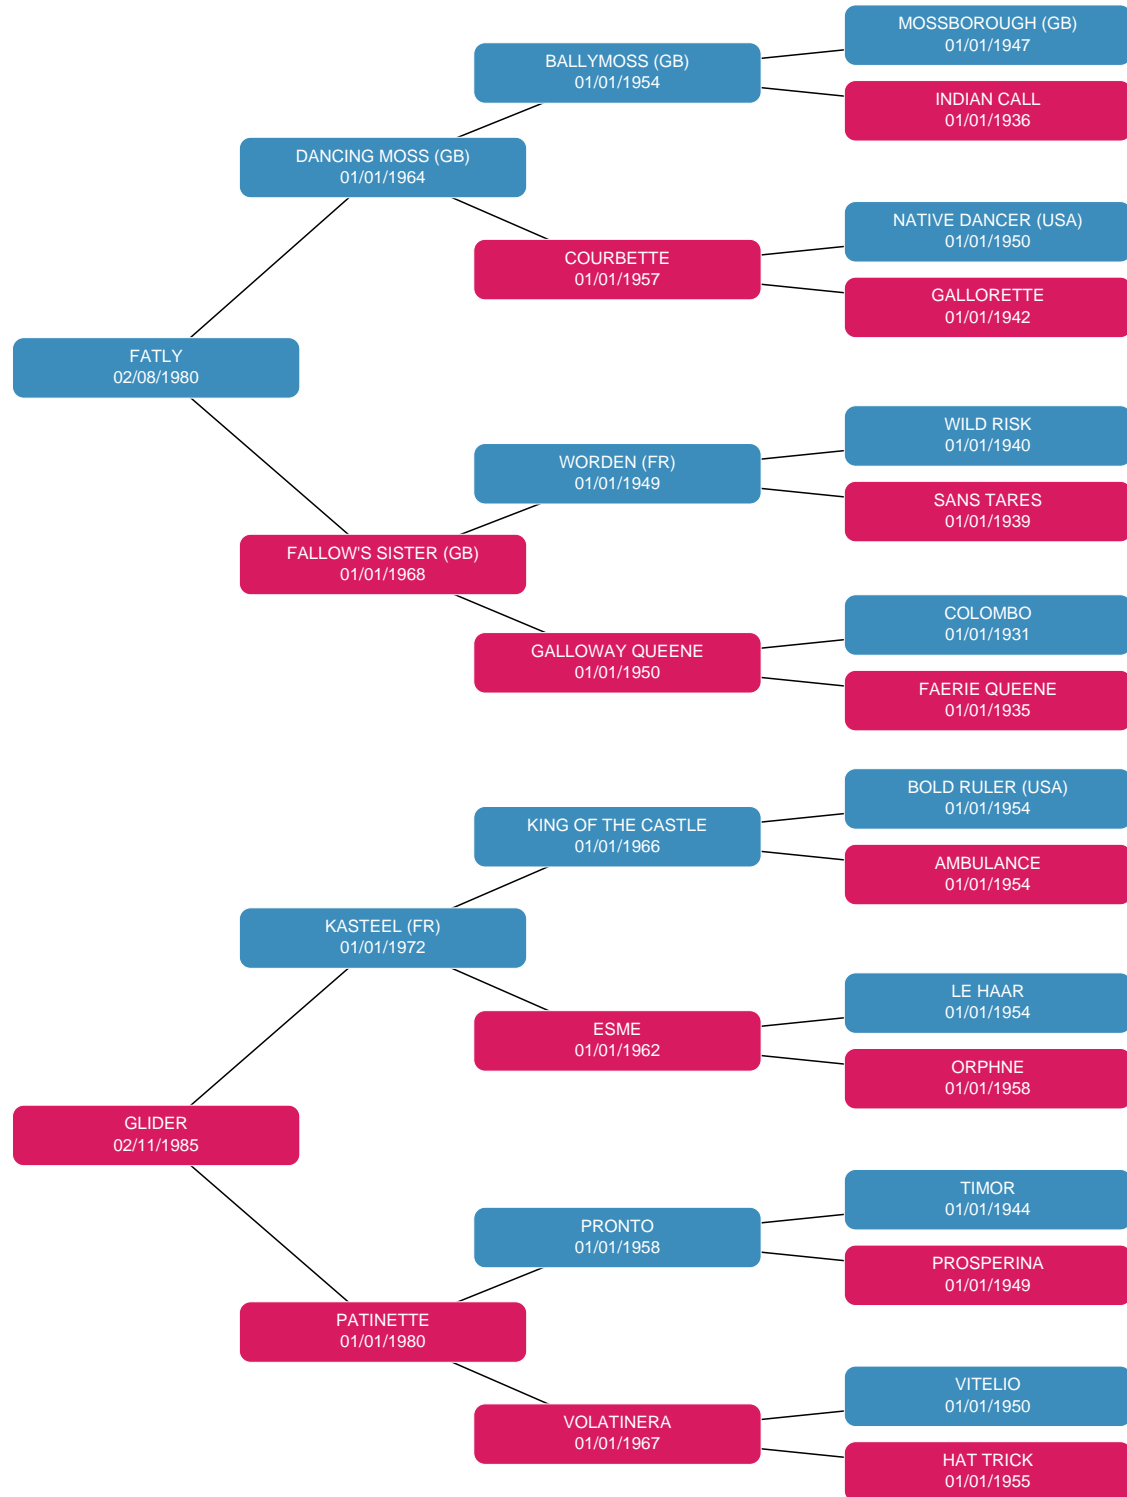 MOSSBOROUGH (GB)
01/01/1947
BALLYMOSS (GB)
01/01/1954
INDIAN CALL
01/01/1936
DANCING MOSS (GB)
01/01/1964
NATIVE DANCER (USA)
01/01/1950
COURBETTE
01/01/1957
GALLORETTE
01/01/1942
FATLY
02/08/1980
WILD RISK
01/01/1940
WORDEN (FR)
01/01/1949
SANS TARES
01/01/1939
FALLOW'S SISTER (GB)
01/01/1968
COLOMBO
01/01/1931
GALLOWAY QUEENE
01/01/1950
FAERIE QUEENE
01/01/1935
BOLD RULER (USA)
01/01/1954
KING OF THE CASTLE
01/01/1966
AMBULANCE
01/01/1954
KASTEEL (FR)
01/01/1972
LE HAAR
01/01/1954
ESME
01/01/1962
ORPHNE
01/01/1958
GLIDER
02/11/1985
TIMOR
01/01/1944
PRONTO
01/01/1958
PROSPERINA
01/01/1949
PATINETTE
01/01/1980
VITELIO
01/01/1950
VOLATINERA
01/01/1967
HAT TRICK
01/01/1955